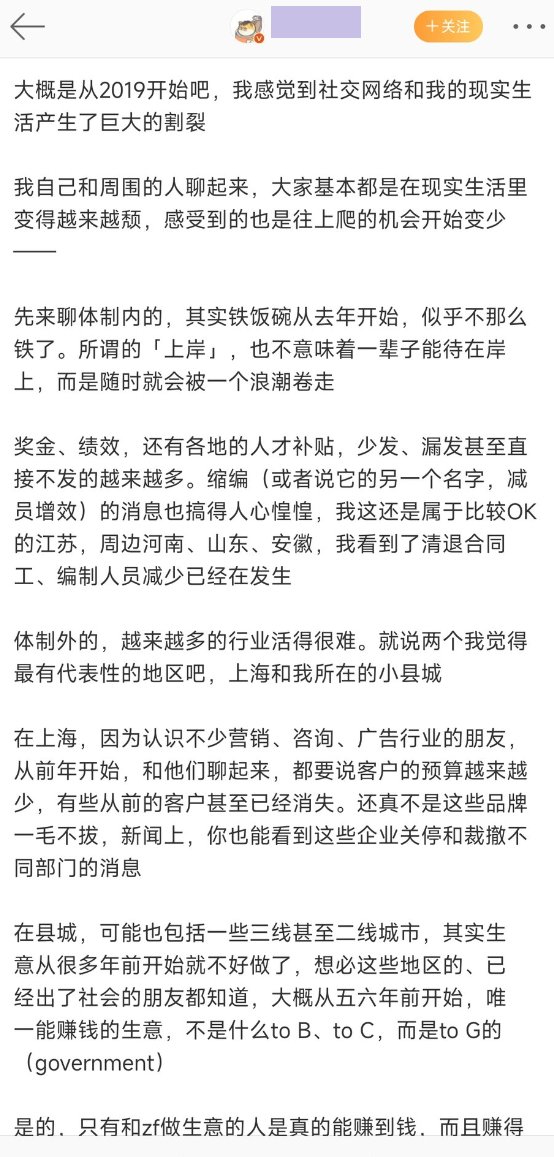 +关注
大概是从2019开始吧，我感觉到社交网络和我的现实生
活产生了巨大的割裂
我自己和周围的人聊起来，大家基本都是在现实生活里
变得越来越颓，感受到的也是往上爬的机会开始变少
——
先来聊体制内的，其实铁饭碗从去年开始，似乎不那么
铁了。所谓的「上岸」，也不意味着一辈子能待在岸
上，而是随时就会被一个浪潮卷走
奖金、绩效，还有各地的人才补贴，少发、漏发甚至直
接不发的越来越多。缩编（或者说它的另一个名字，减
员增效）的消息也搞得人心惶惶，我这还是属于比较OK
的江苏，周边河南、山东、安徽，我看到了清退合同
工、编制人员减少已经在发生
体制外的，越来越多的行业活得很难。就说两个我觉得
最有代表性的地区吧，上海和我所在的小县城
在上海，因为认识不少营销、咨询、广告行业的朋友，
从前年开始，和他们聊起来，都要说客户的预算越来越
少，有些从前的客户甚至已经消失。还真不是这些品牌
一毛不拔，新闻上，你也能看到这些企业关停和裁撤不
同部门的消息
在县城，可能也包括一些三线甚至二线城市，其实生
意从很多年前开始就不好做了，想必这些地区的、已
经出了社会的朋友都知道，大概从五六年前开始，唯
一能赚钱的生意，不是什么to B、to C，而是to G的
（government）
是的，只有和zf做生意的人是真的能赚到钱，而且赚得